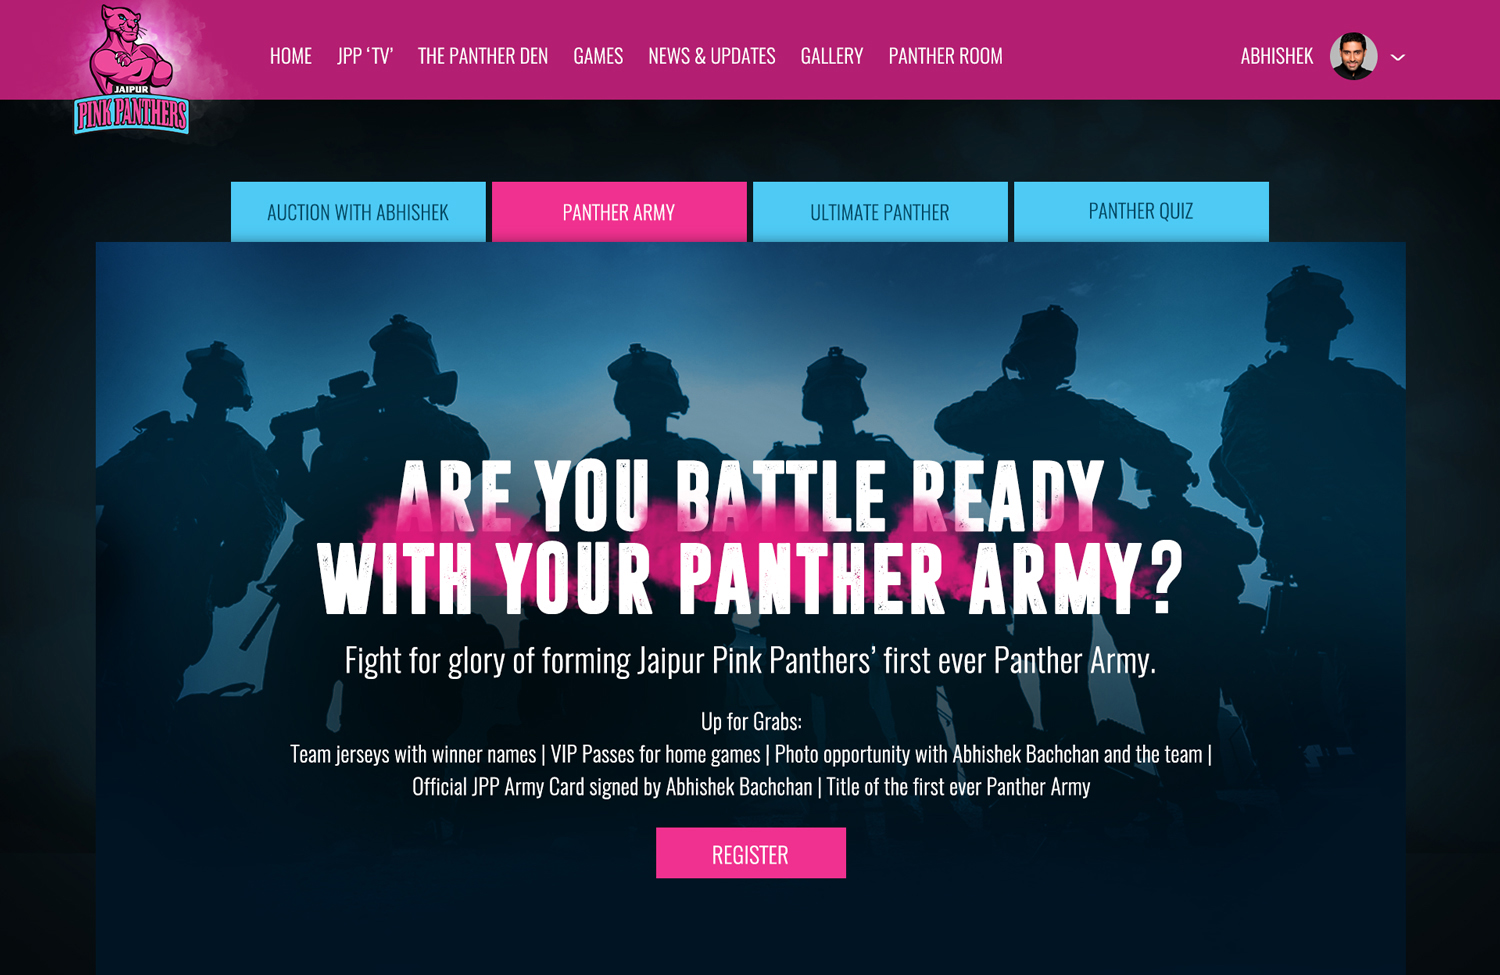 JAIPUR
PINK PANTHERS
HOME JPP ‘TV’ THE PANTHER DEN GAMES NEWS & UPDATES GALLERY PANTHER ROOM ABHISHEK
AUCTION WITH ABHISHEK PANTHER ARMY ULTIMATE PANTHER PANTHER QUIZ
ARE YOU BATTLE READY
WITH YOUR PANTHER ARMY?
Fight for glory of forming Jaipur Pink Panthers’ first ever Panther Army.
Up for Grabs:
Team jerseys with winner names | VIP Passes for home games | Photo opportunity with Abhishek Bachchan and the team |
Official JPP Army Card signed by Abhishek Bachchan | Title of the first ever Panther Army
REGISTER